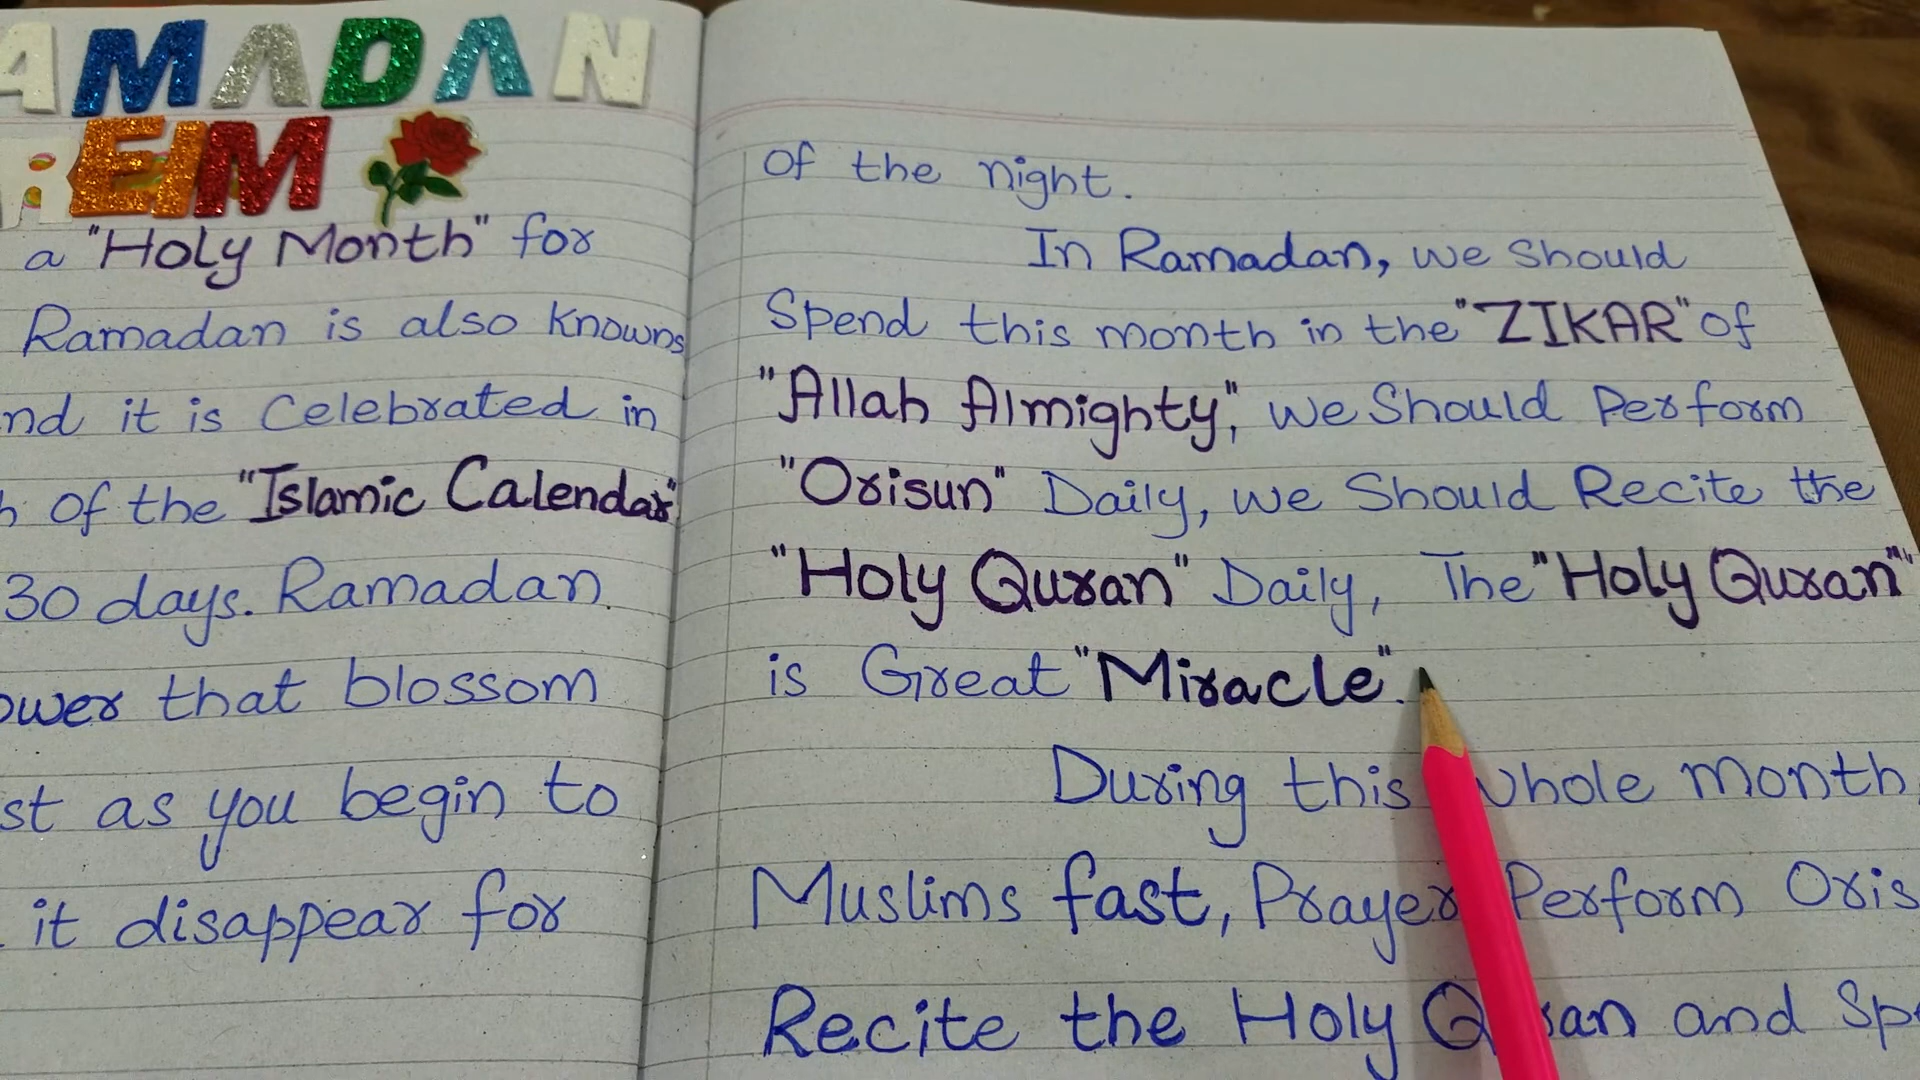 AMADAN
EIM
a "Holy Month" for
Ramadan is also knowns
nd it is Celebrated in
h of the "Islamic Calendar"
30 days. Ramadan
ower that blossom
st as you begin to
it disappear for
of the night.
In Ramadan, we should
Spend this month in the "ZIKAR" of
"Allah Almighty", we Should Perform
"Orisun" Daily, we Should Recite the
"Holy Quran" Daily, The "Holy Quran"
is Great "Miracle".
During this whole month,
Muslims fast, Prayer Perform Oris
Recite the Holy Quran and Sp